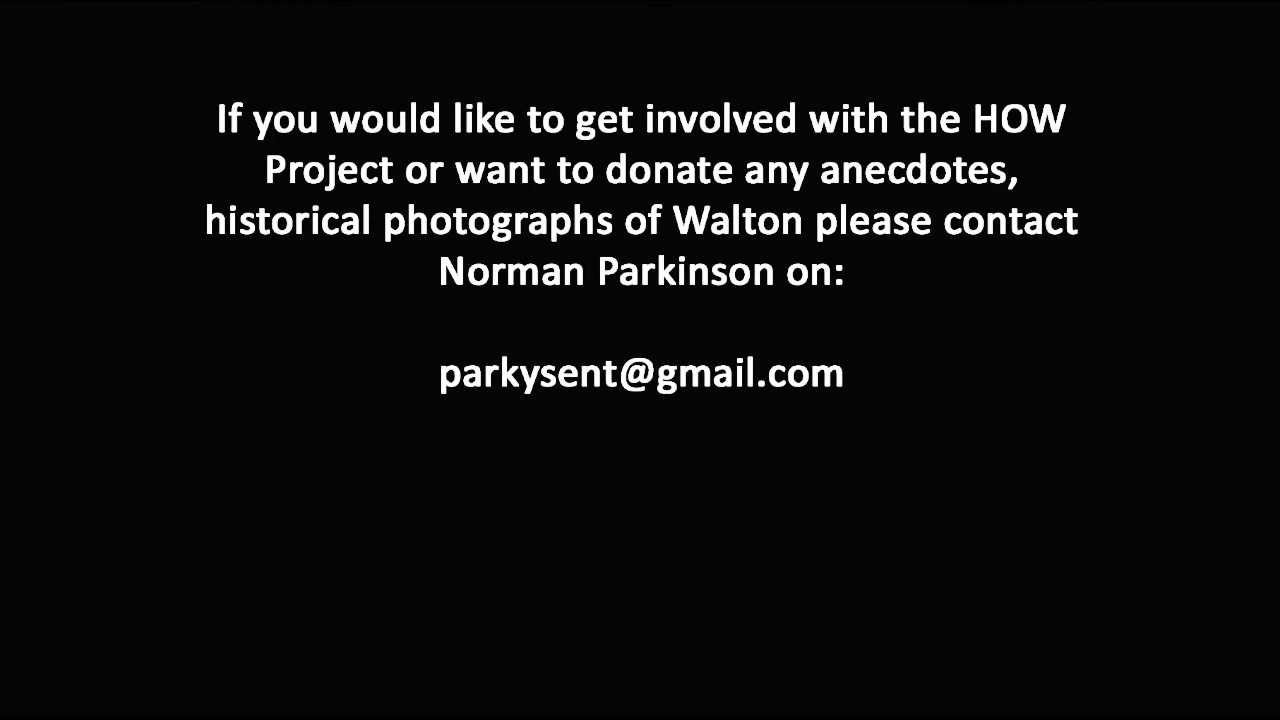 If you would like to get involved with the HOW
Project or want to donate any anecdotes,
historical photographs of Walton please contact
Norman Parkinson on:
parkysent@gmail.com